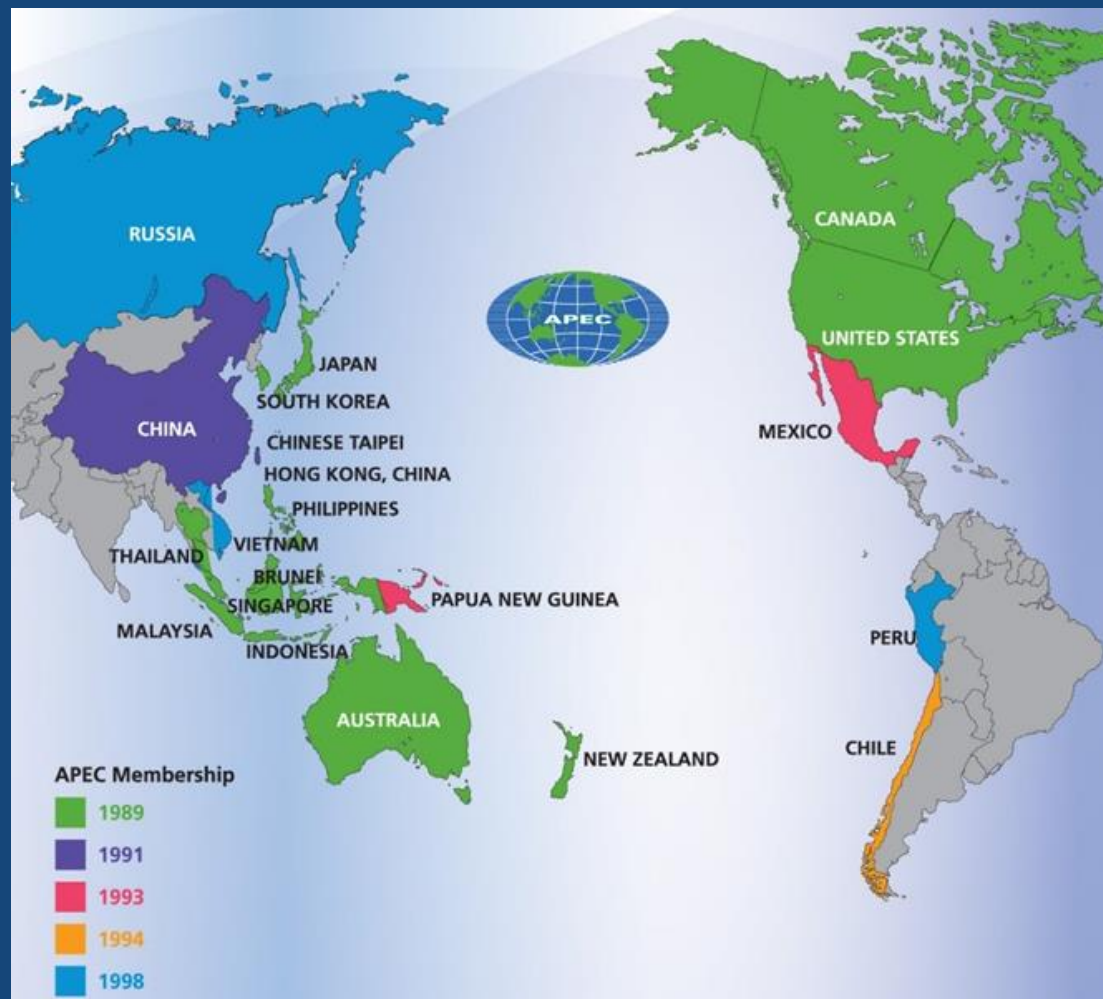 RUSSIA
CANADA
APEC
UNITED STATES
JAPAN
SOUTH KOREA
CHINA
MEXICO
CHINESE TAIPEI
HONG KONG, CHINA
PHILIPPINES
VIETNAM
THAILAND
BRUNEI
SINGAPORE
PAPUA NEW GUINEA
MALAYSIA
INDONESIA
PERU
AUSTRALIA
NEW ZEALAND
CHILE
APEC Membership
1989
1991
1993
1994
1998